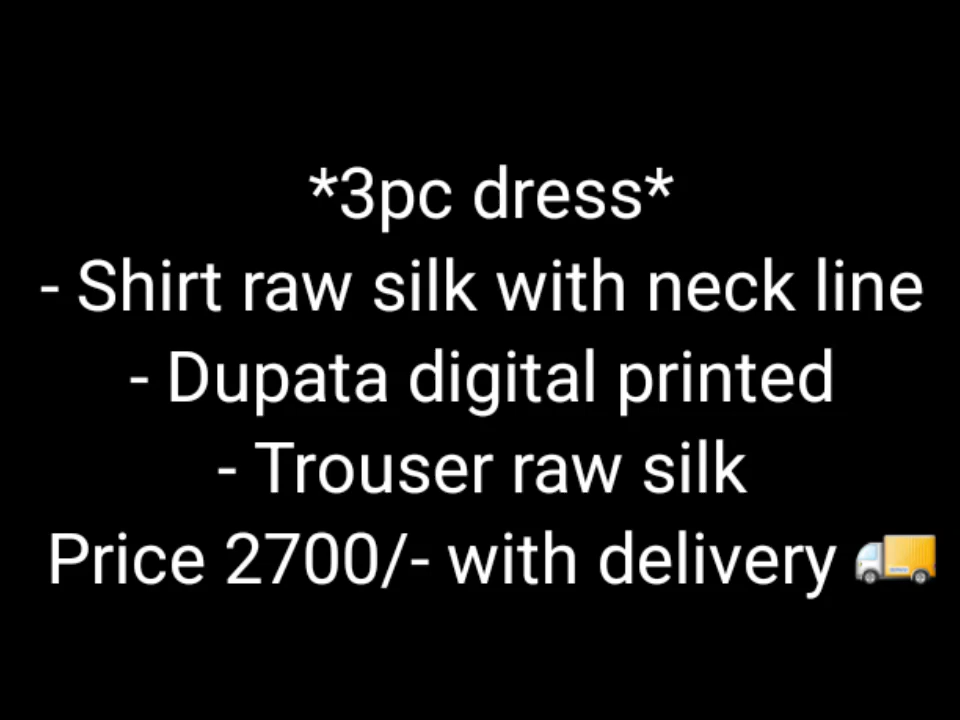 *3pc dress*
- Shirt raw silk with neck line
- Dupata digital printed
- Trouser raw silk
Price 2700/- with delivery 🚚